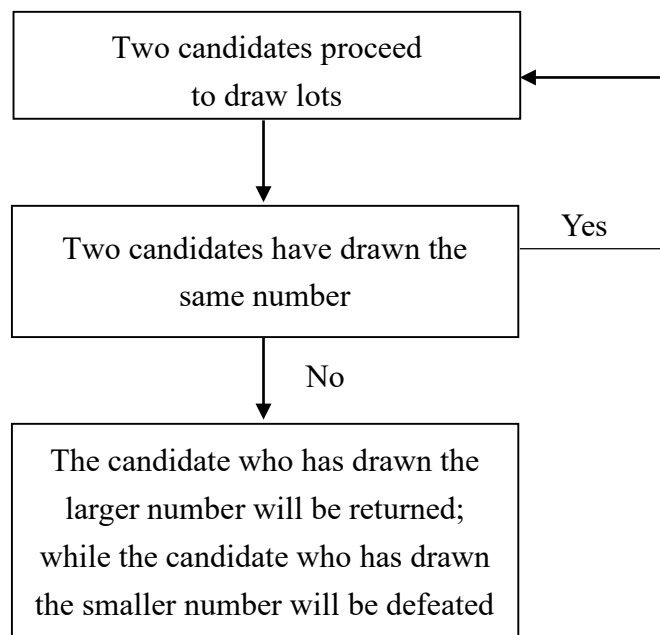 Two candidates proceed
to draw lots
Two candidates have drawn the
same number
Yes
No
The candidate who has drawn the
larger number will be returned;
while the candidate who has drawn
the smaller number will be defeated